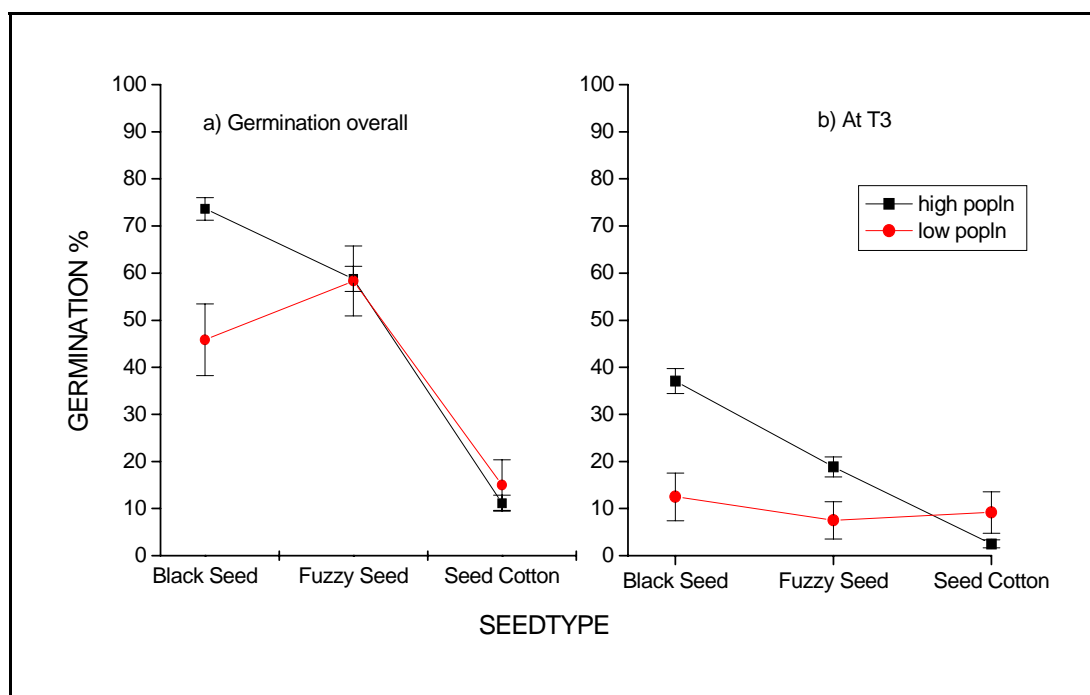 a) Germination overall
b) At T3
high popln
low popln
GERMINATION %
100
90
80
70
60
50
40
30
20
10
0
100
90
80
70
60
50
40
30
20
10
0
Black Seed Fuzzy Seed Seed Cotton
Black Seed Fuzzy Seed Seed Cotton
SEEDTYPE